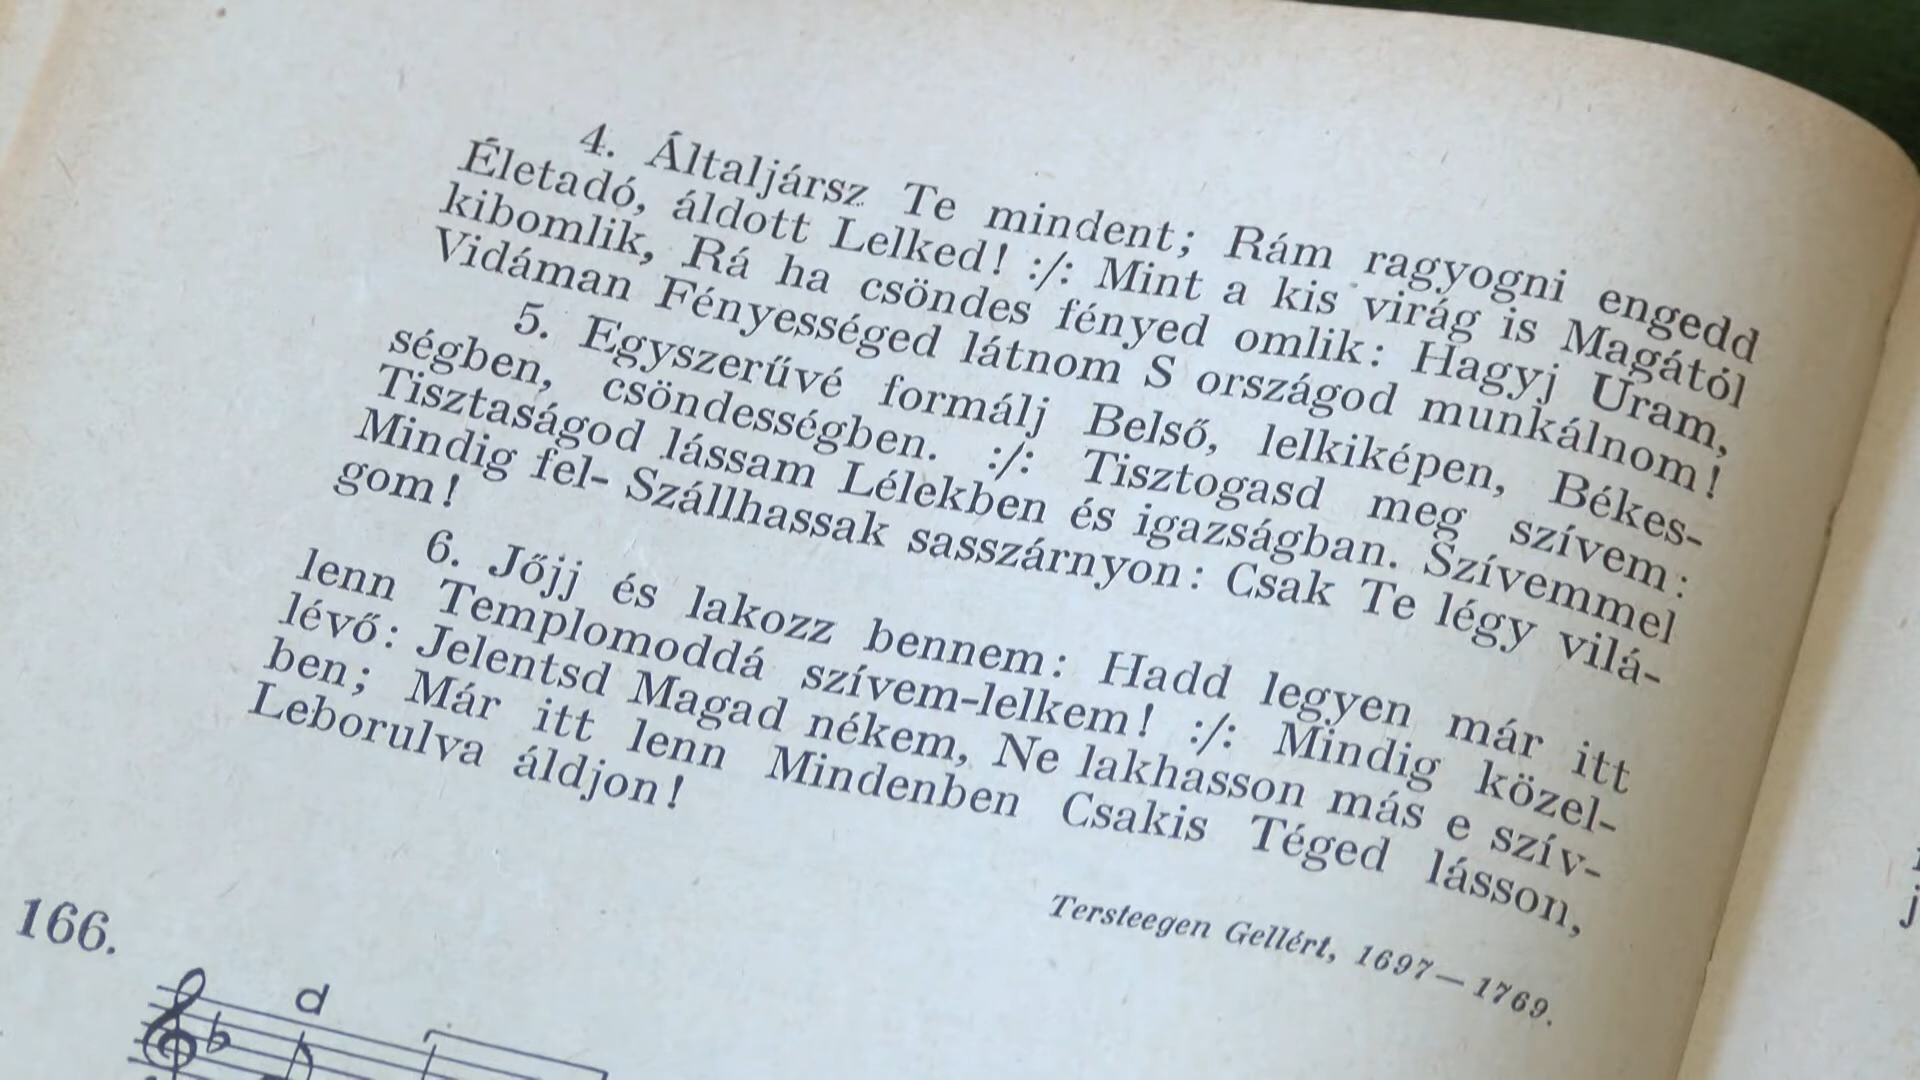 4. Általjársz Te mindent; Rám ragyogni engedd
Életadó, áldott Lelked! :/: Mint a kis virág is Magától
kibomlik, Rá ha csöndes fényed omlik: Hagyj Uram,
Vidáman Fényességed látnom S országod munkálnom!
5. Egyszerűvé formálj Belső, lelkiképen, Békes-
ségben, csöndességben. :/: Tisztogasd meg szívem:
Tisztaságod lássam Lélekben és igazságban. Szívemmel
Mindig fel- Szállhassak sasszárnyon: Csak Te légy vilá-
gom!
6. Jőjj és lakozz bennem: Hadd legyen már itt
lenn Templomoddá szívem-lelkem! :/: Mindig közel-
lévő: Jelentsd Magad nékem, Ne lakhasson más e szív-
ben; Már itt lenn Mindenben Csakis Téged lásson,
Leborulva áldjon!
Tersteegen Gellért, 1697—1769.
166.
d